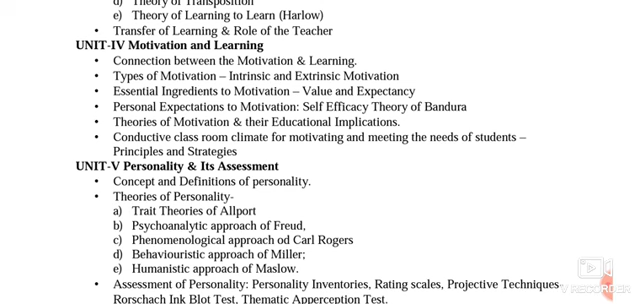 d) Theory of Transposition
e) Theory of Learning to Learn (Harlow)
• Transfer of Learning & Role of the Teacher
UNIT-IV Motivation and Learning
• Connection between the Motivation & Learning.
• Types of Motivation – Intrinsic and Extrinsic Motivation
• Essential Ingredients to Motivation – Value and Expectancy
• Personal Expectations to Motivation: Self Efficacy Theory of Bandura
• Theories of Motivation & their Educational Implications.
• Conductive class room climate for motivating and meeting the needs of students –
Principles and Strategies
UNIT-V Personality & Its Assessment
• Concept and Definitions of personality.
• Theories of Personality-
a) Trait Theories of Allport
b) Psychoanalytic approach of Freud,
c) Phenomenological approach od Carl Rogers
d) Behaviouristic approach of Miller;
e) Humanistic approach of Maslow.
• Assessment of Personality: Personality Inventories, Rating scales, Projective Techniques-
Rorschach Ink Blot Test, Thematic Apperception Test.
V RECORDER